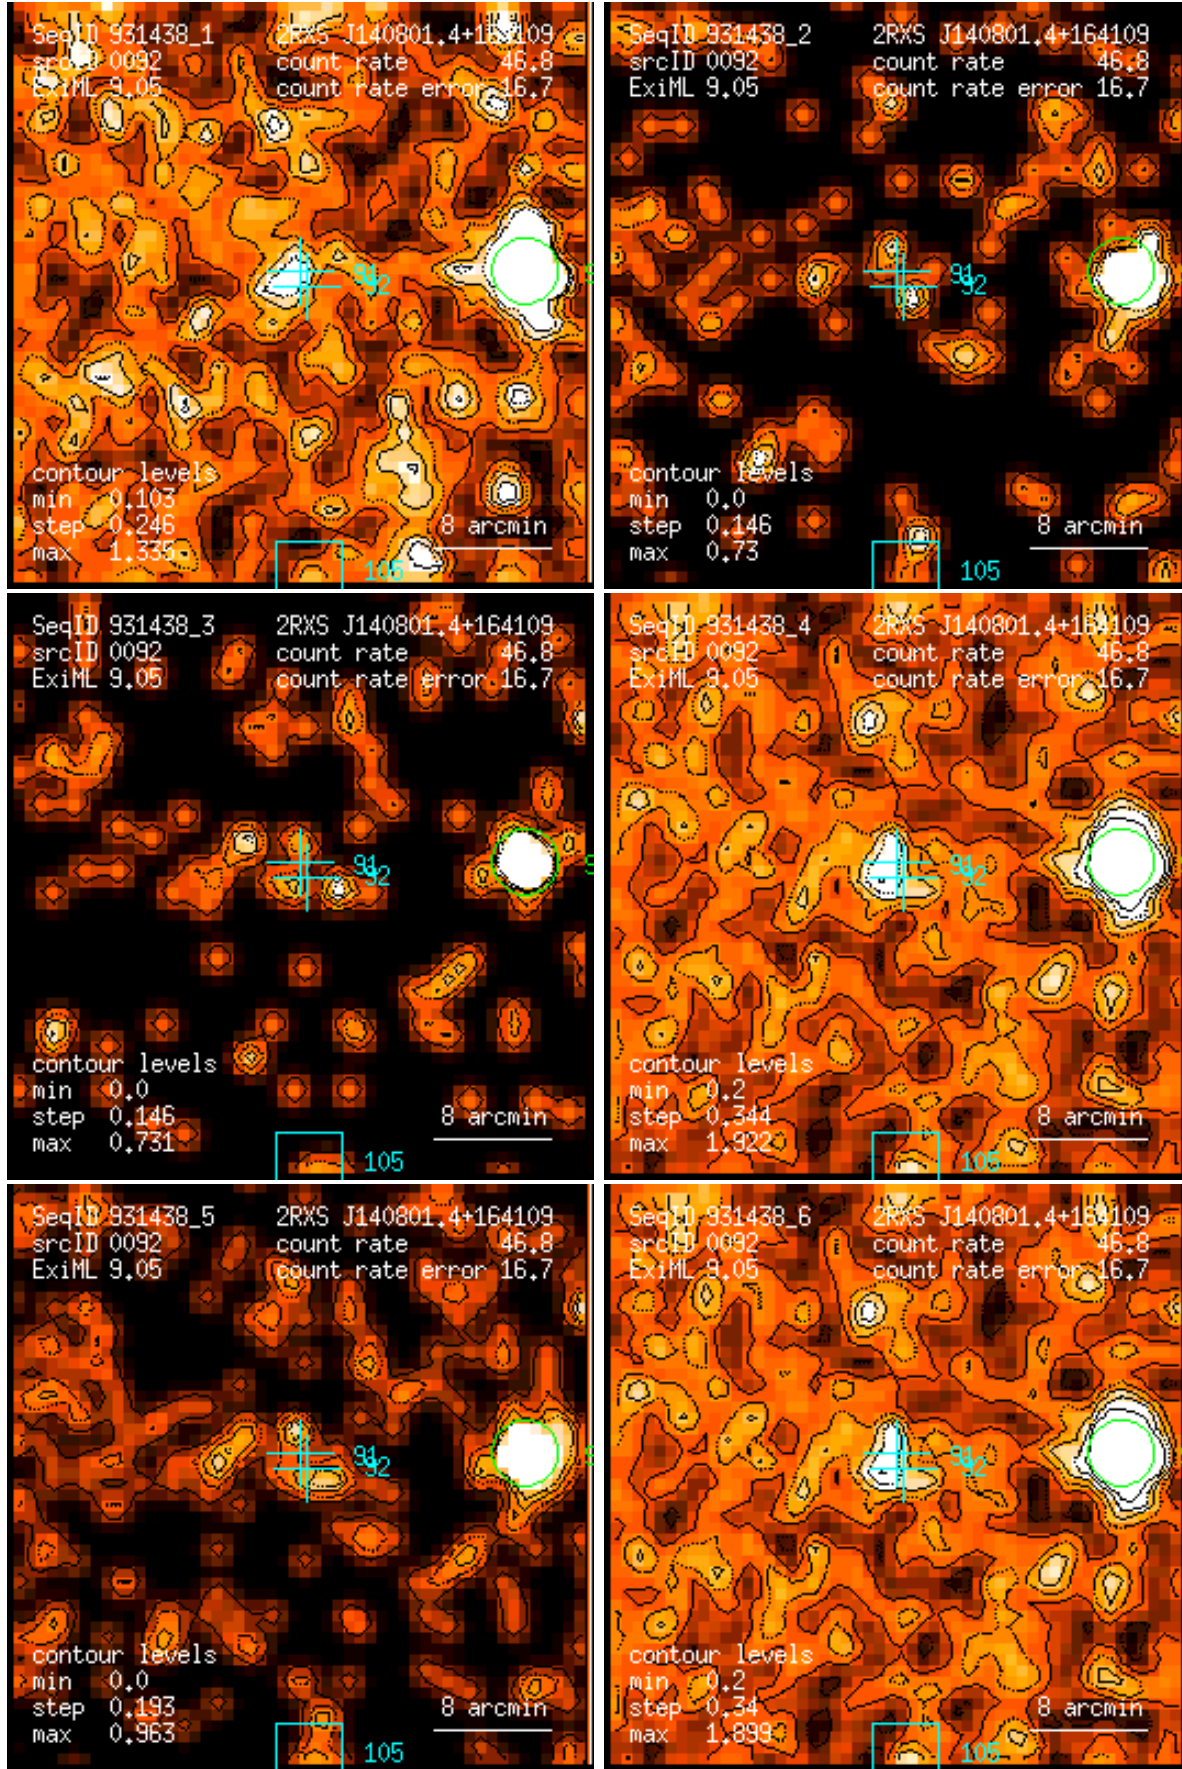 SeqID 931438_1 2RXS J140801.4+164109
srcID 0092 count rate 46.8
ExiML 9.05 count rate error 16.7
91
92
contour levels
min 0.103
step 0.246
max 1.335
8 arcmin
105
SeqID 931438_2 2RXS J140801.4+164109
srcID 0092 count rate 46.8
ExiML 9.05 count rate error 16.7
91
92
contour levels
min 0.0
step 0.146
max 0.73
8 arcmin
105
SeqID 931438_3 2RXS J140801.4+164109
srcID 0092 count rate 46.8
ExiML 9.05 count rate error 16.7
91
92
contour levels
min 0.0
step 0.146
max 0.731
8 arcmin
105
SeqID 931438_4 2RXS J140801.4+164109
srcID 0092 count rate 46.8
ExiML 9.05 count rate error 16.7
91
92
contour levels
min 0.2
step 0.344
max 1.922
8 arcmin
105
SeqID 931438_5 2RXS J140801.4+164109
srcID 0092 count rate 46.8
ExiML 9.05 count rate error 16.7
91
92
contour levels
min 0.0
step 0.193
max 0.963
8 arcmin
105
SeqID 931438_6 2RXS J140801.4+164109
srcID 0092 count rate 46.8
ExiML 9.05 count rate error 16.7
91
92
contour levels
min 0.2
step 0.34
max 1.899
8 arcmin
105